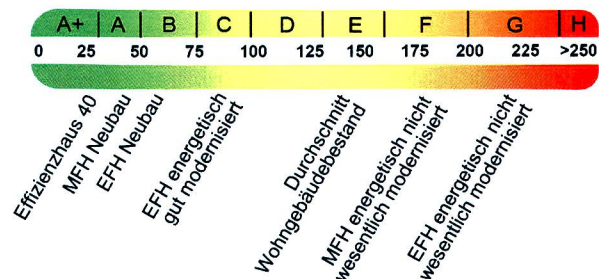 A+ A B C D E F G H
0 25 50 75 100 125 150 175 200 225 >250
Effizienzhaus 40
MFH Neubau
EFH Neubau
EFH energetisch
gut modernisiert
Durchschnitt
Wohngebäudebestand
MFH energetisch nicht
wesentlich modernisiert
EFH energetisch nicht
wesentlich modernisiert